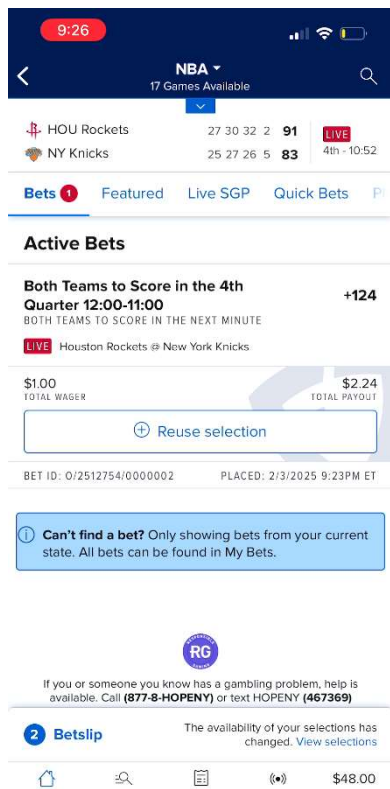 9:26
NBA
17 Games Available
HOU Rockets 27 30 32 2 91 LIVE
NY Knicks 25 27 26 5 83 4th - 10:52
Bets 1 Featured Live SGP Quick Bets P
Active Bets
Both Teams to Score in the 4th
Quarter 12:00-11:00 +124
BOTH TEAMS TO SCORE IN THE NEXT MINUTE
LIVE Houston Rockets @ New York Knicks
$1.00 $2.24
TOTAL WAGER TOTAL PAYOUT
Reuse selection
BET ID: O/2512754/0000002 PLACED: 2/3/2025 9:23PM ET
Can't find a bet? Only showing bets from your current
state. All bets can be found in My Bets.
RESPONSIBLE
RG
GAMING
If you or someone you know has a gambling problem, help is
available. Call (877-8-HOPENY) or text HOPENY (467369)
2 Betslip The availability of your selections has
changed. View selections
$48.00